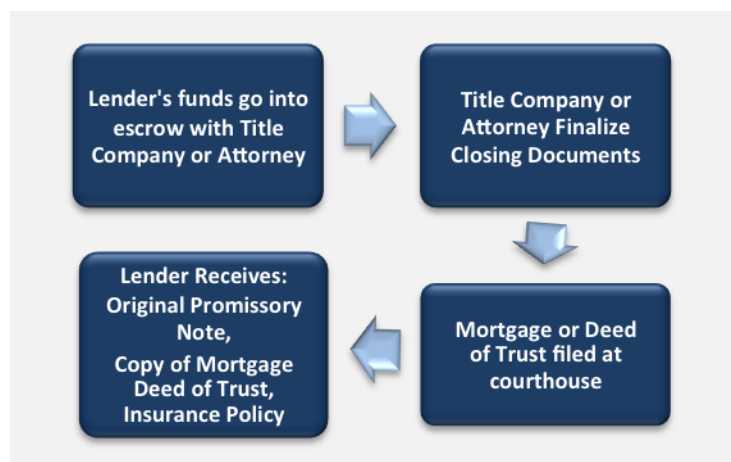 Lender's funds go into
escrow with Title
Company or Attorney
Title Company or
Attorney Finalize
Closing Documents
Mortgage or Deed
of Trust filed at
courthouse
Lender Receives:
Original Promissory
Note,
Copy of Mortgage
Deed of Trust,
Insurance Policy